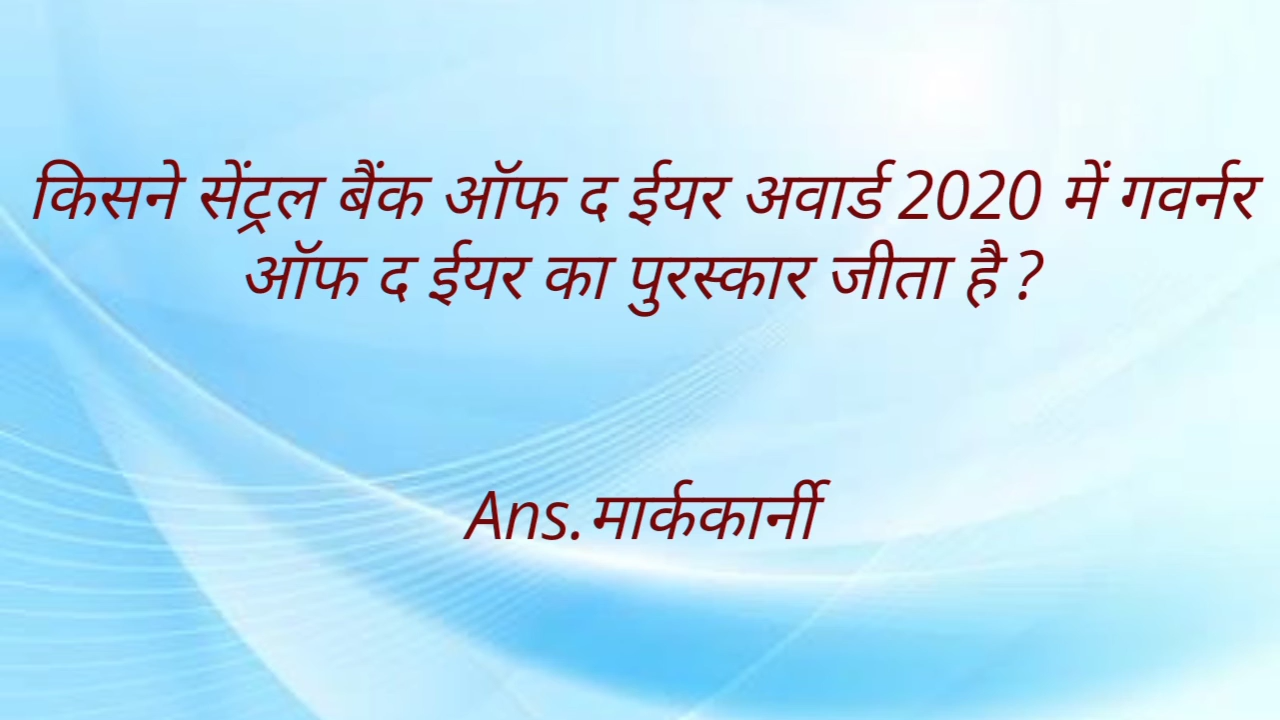 किसने सेंट्रल बैंक ऑफ द ईयर अवार्ड 2020 में गवर्नर
ऑफ द ईयर का पुरस्कार जीता है ?
Ans.मार्ककार्नी